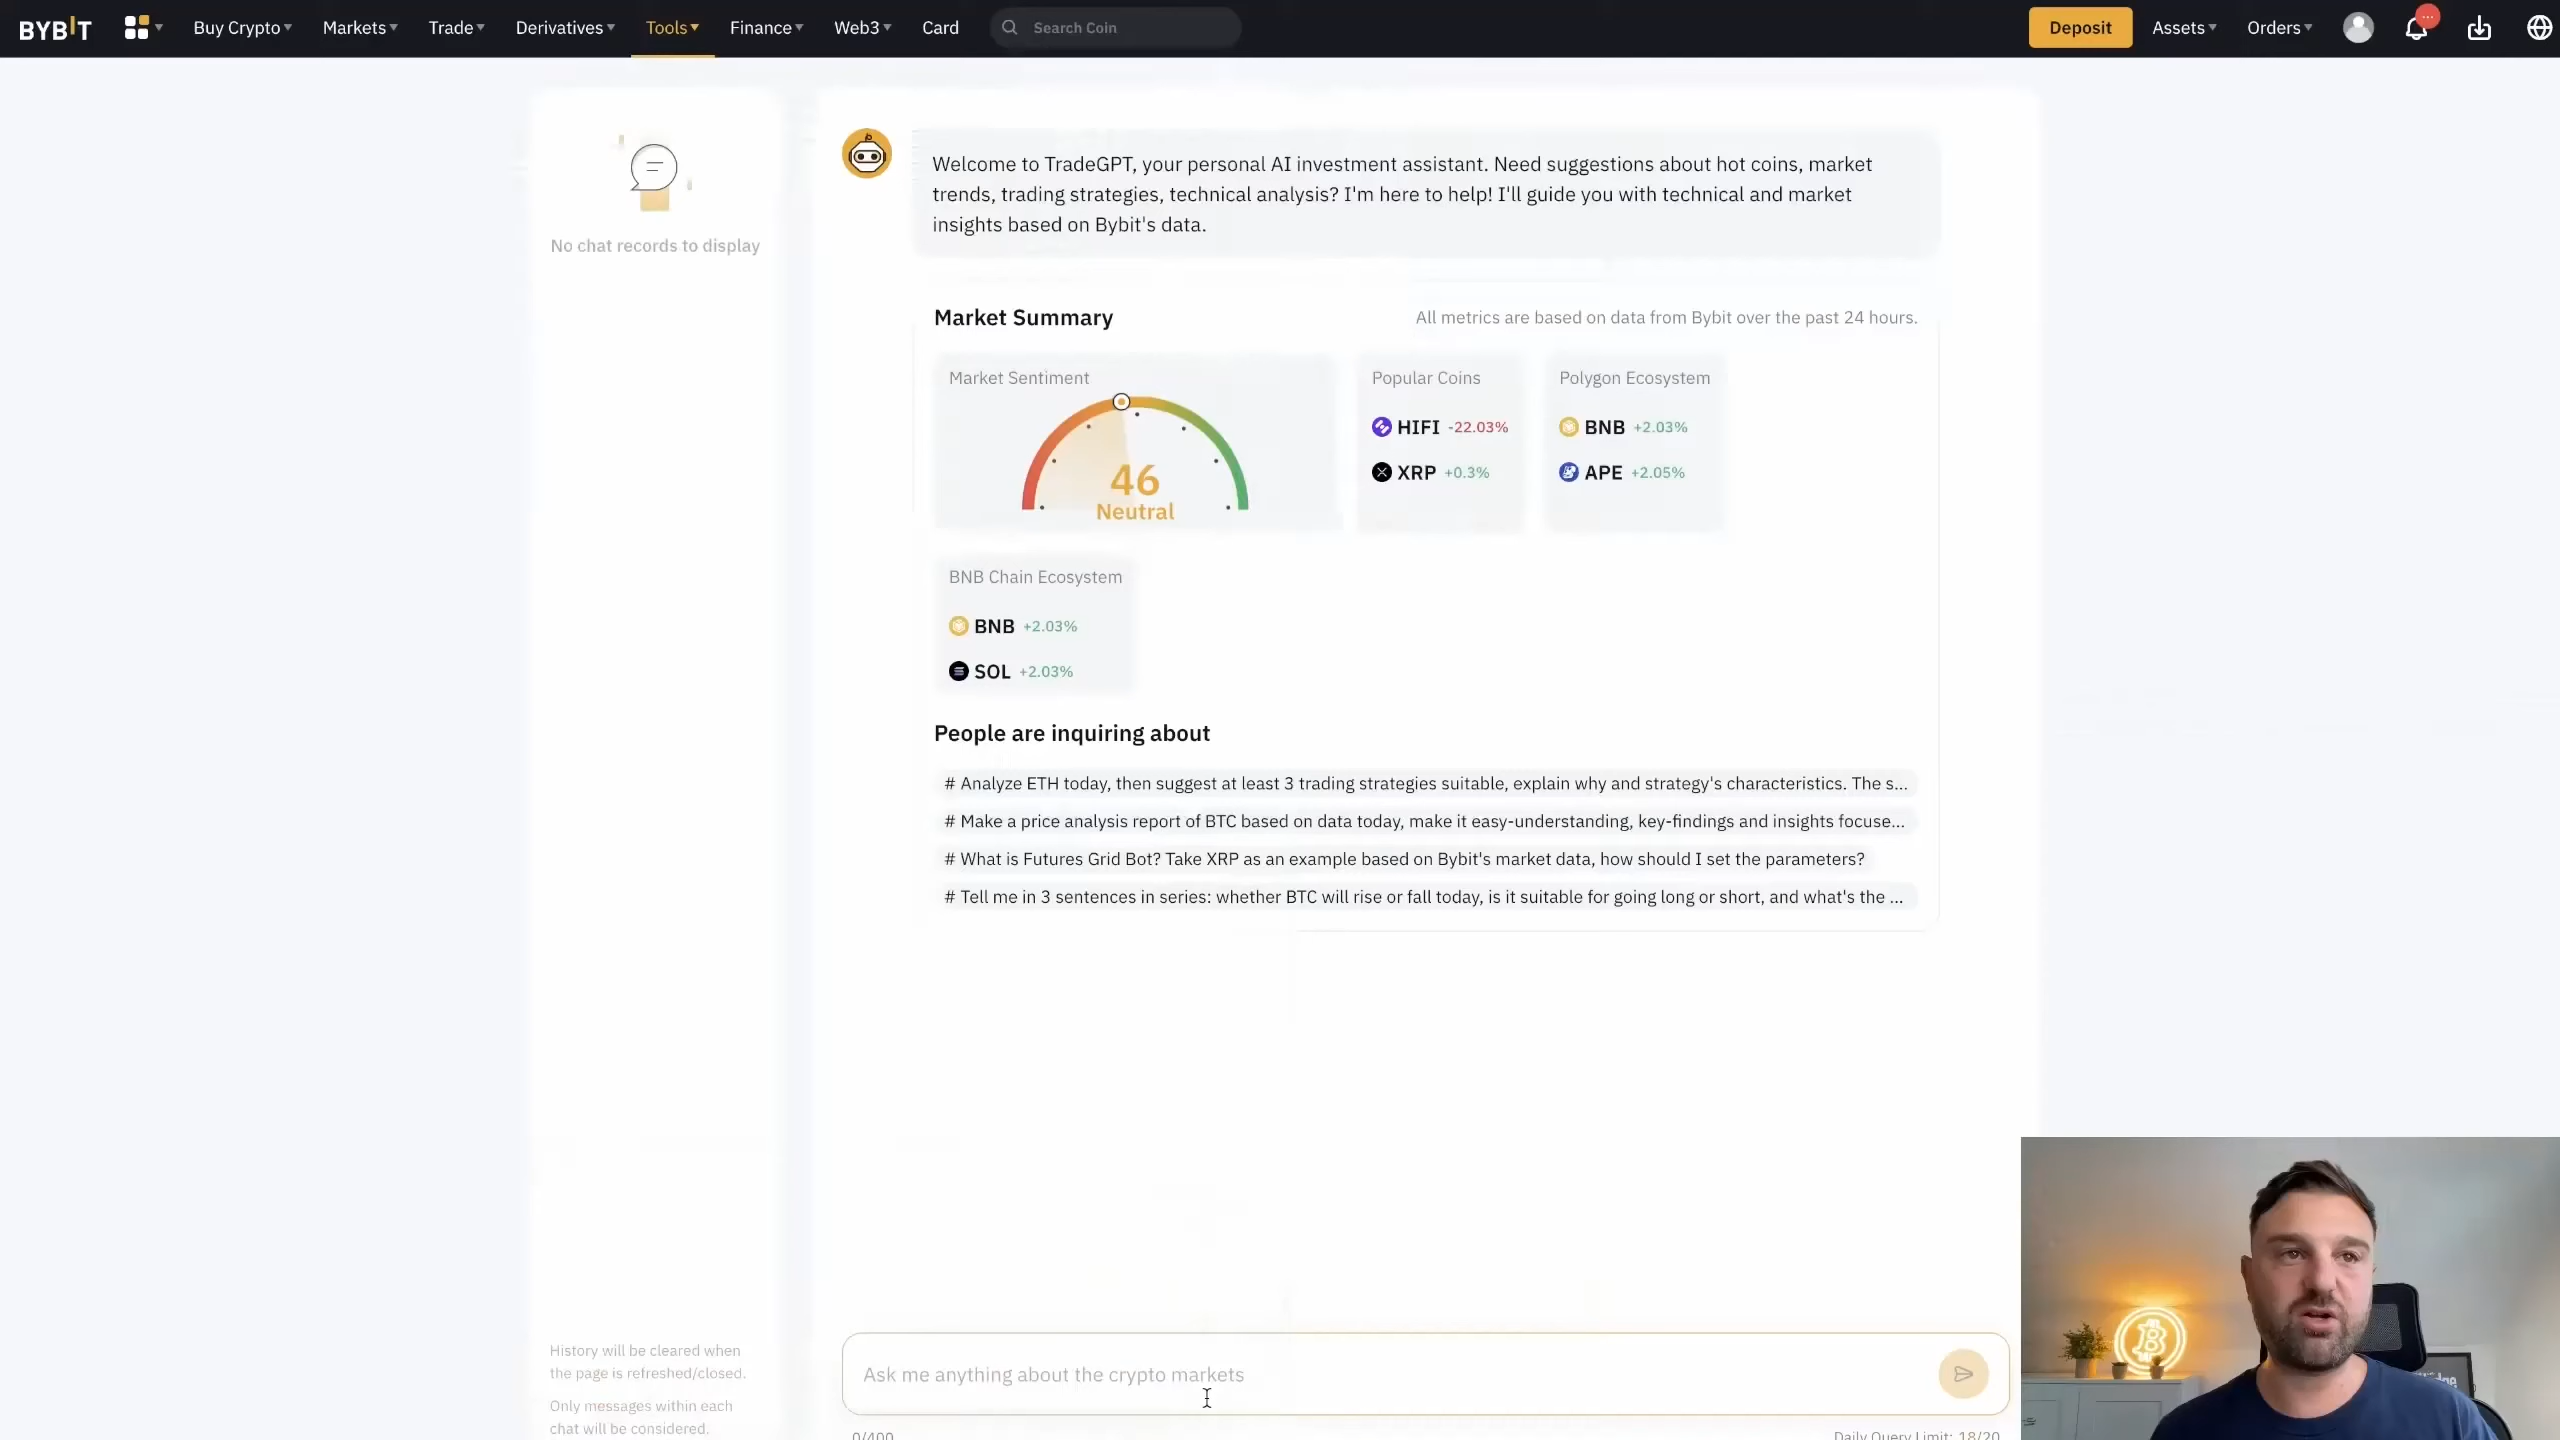 BYBIT Buy Crypto Markets Trade Derivatives Tools Finance Web3 Card Search Coin Deposit Assets Orders
No chat records to display
Welcome to TradeGPT, your personal AI investment assistant. Need suggestions about hot coins, market
trends, trading strategies, technical analysis? I'm here to help! I'll guide you with technical and market
insights based on Bybit's data.
Market Summary
All metrics are based on data from Bybit over the past 24 hours.
Market Sentiment
46
Neutral
Popular Coins
HIFI -22.03%
XRP +0.3%
Polygon Ecosystem
BNB +2.03%
APE +2.05%
BNB Chain Ecosystem
BNB +2.03%
SOL +2.03%
People are inquiring about
# Analyze ETH today, then suggest at least 3 trading strategies suitable, explain why and strategy's characteristics. The s...
# Make a price analysis report of BTC based on data today, make it easy-understanding, key-findings and insights focuse...
# What is Futures Grid Bot? Take XRP as an example based on Bybit's market data, how should I set the parameters?
# Tell me in 3 sentences in series: whether BTC will rise or fall today, is it suitable for going long or short, and what's the ...
History will be cleared when
the page is refreshed/closed.
Only messages within each
chat will be considered.
Ask me anything about the crypto markets
0/400
Daily Query Limit: 18/20